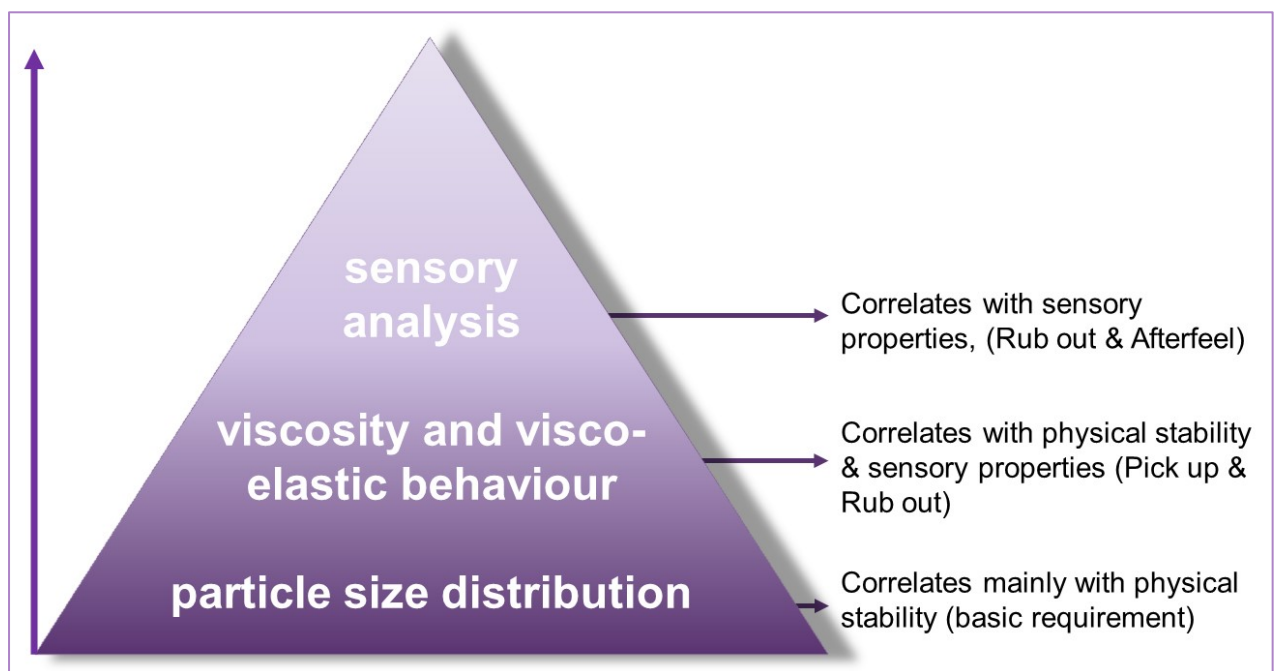 sensory
analysis
Correlates with sensory
properties, (Rub out & Afterfeel)
viscosity and visco-
elastic behaviour
Correlates with physical stability
& sensory properties (Pick up &
Rub out)
particle size distribution
Correlates mainly with physical
stability (basic requirement)